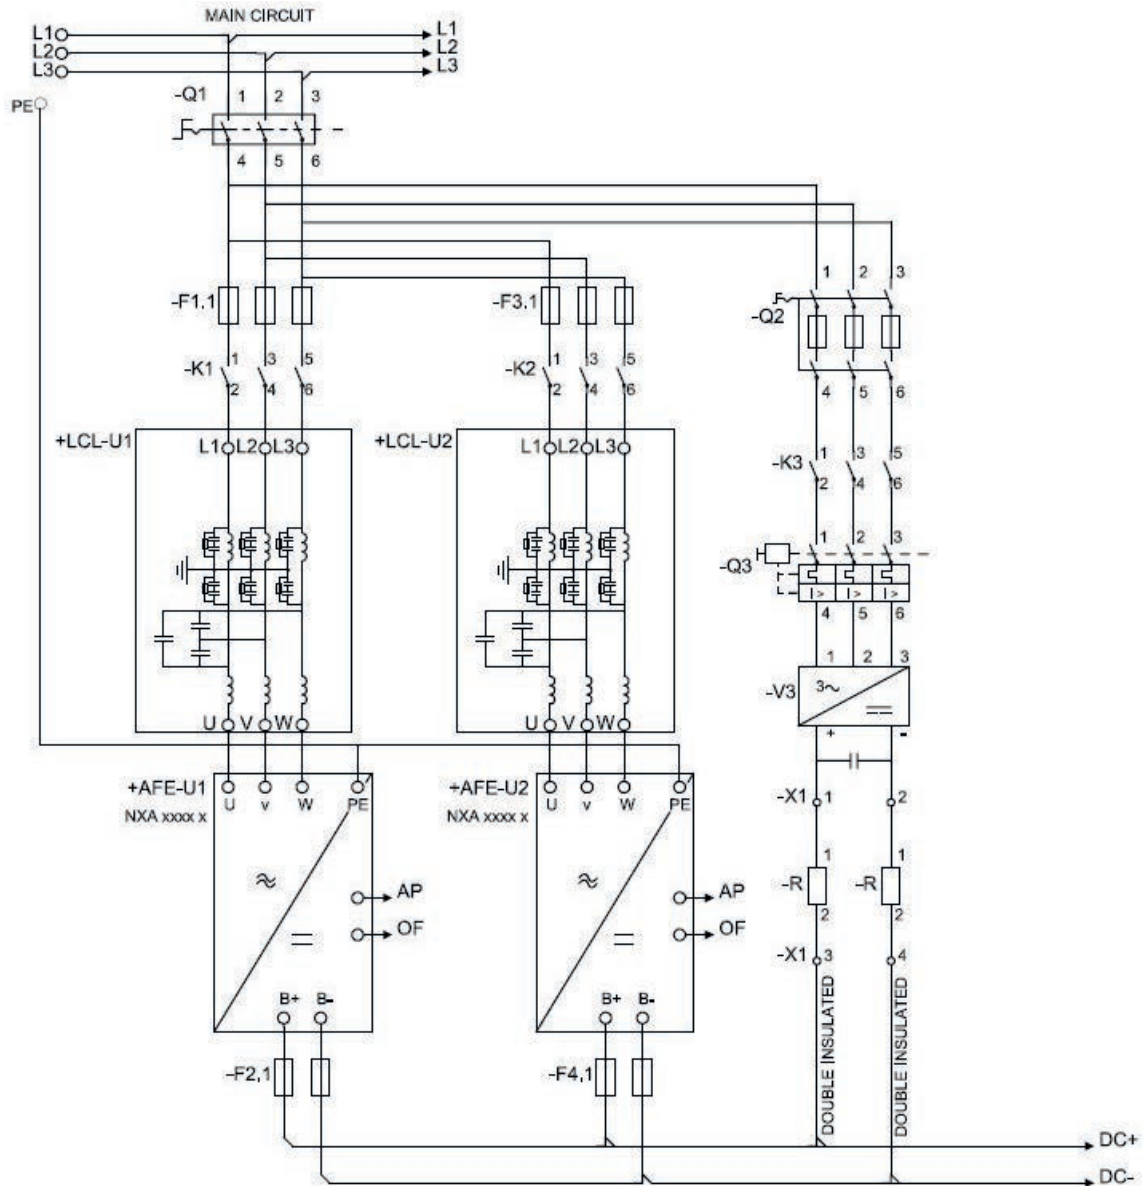 MAIN CIRCUIT
L1 L1
L2 L2
L3 L3
PE
-Q1 1 2 3
4 5 6
1 2 3
-F1,1 -F3,1
-Q2
-K1 1 3 5
2 4 6
-K2 1 3 5
2 4 6
4 5 6
+LCL-U1 L1 L2 L3
+LCL-U2 L1 L2 L3
-K3 1 3 5
2 4 6
-Q3 1 2 3
I> I> I>
4 5 6
1 2 3
-V3 3~
+ -
U V W
U V W
+AFE-U1 U v W PE
NXA xxxx x
+AFE-U2 U v W PE
NXA xxxx x
-X1 1 2
-R 1 -R 1
2 2
AP AP
OF OF
-X1 3 4
B+ B-
B+ B-
-F2,1 -F4,1
DOUBLE INSULATED
DOUBLE INSULATED
DC+
DC-